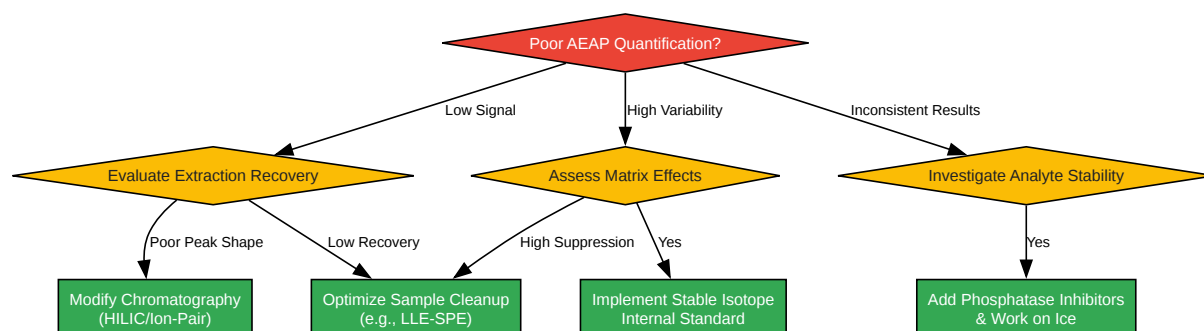 Poor AEAP Quantification?
Low Signal
High Variability
Inconsistent Results
Evaluate Extraction Recovery
Assess Matrix Effects
Investigate Analyte Stability
Poor Peak Shape
Low Recovery
High Suppression
Yes
Yes
Modify Chromatography
(HILIC/Ion-Pair)
Optimize Sample Cleanup
(e.g., LLE-SPE)
Implement Stable Isotope
Internal Standard
Add Phosphatase Inhibitors
& Work on Ice